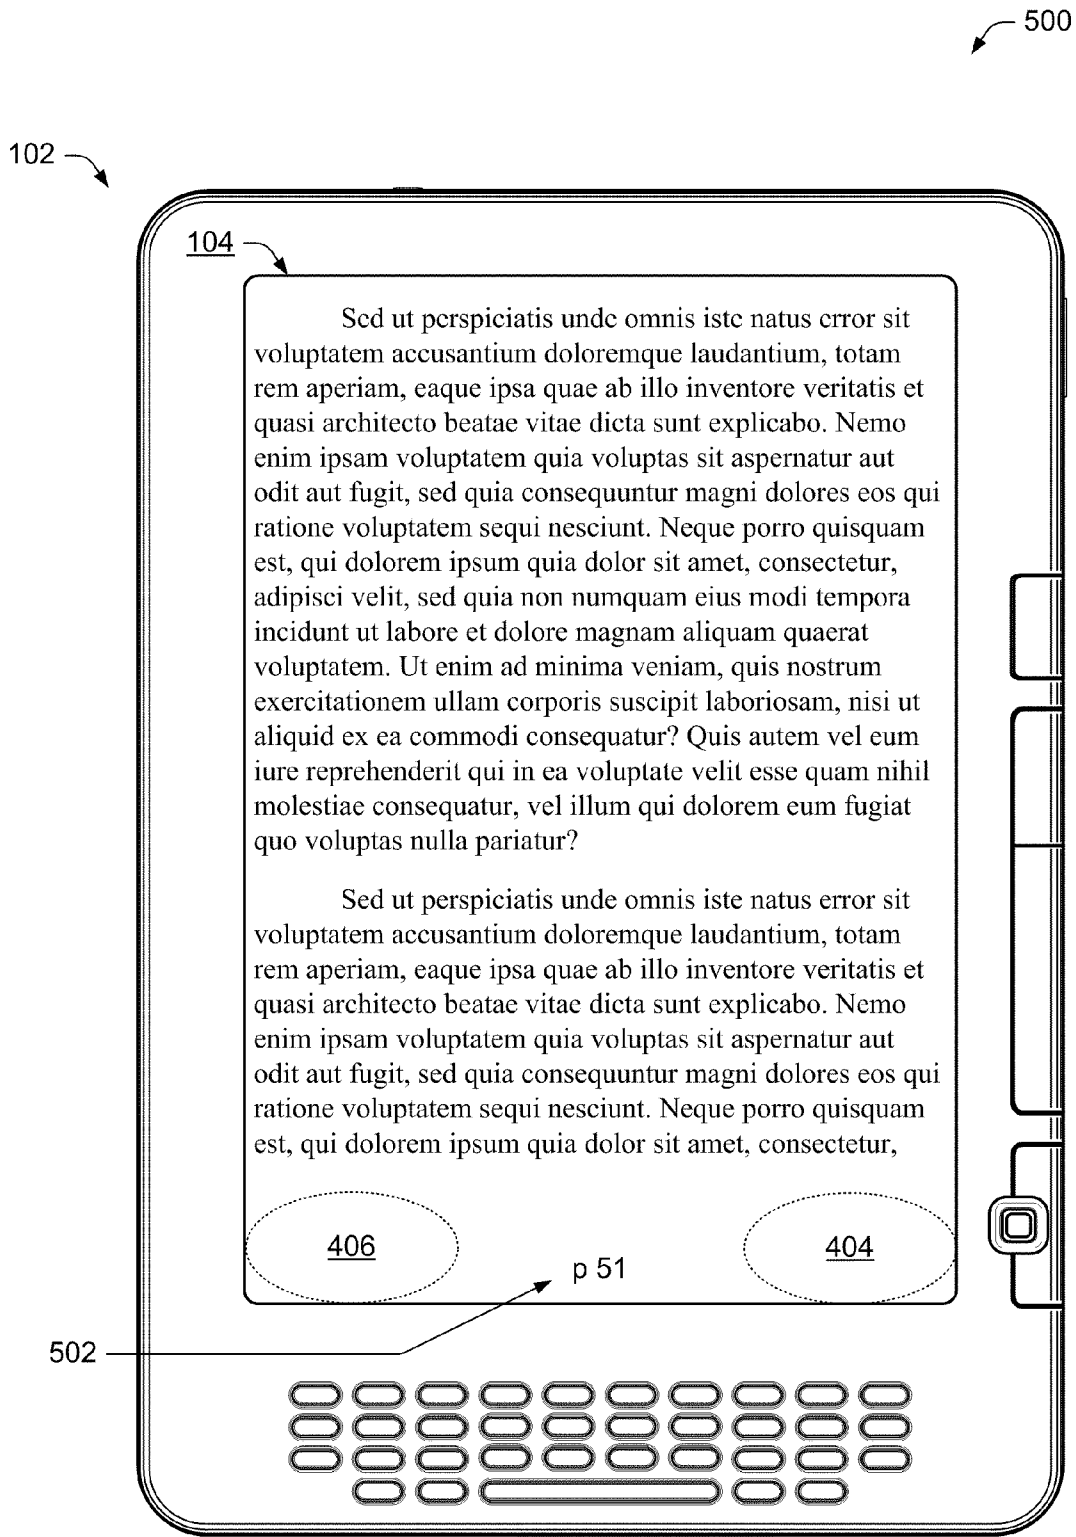 500
102
104
Sed ut perspiciatis unde omnis iste natus error sit
voluptatem accusantium doloremque laudantium, totam
rem aperiam, eaque ipsa quae ab illo inventore veritatis et
quasi architecto beatae vitae dicta sunt explicabo. Nemo
enim ipsam voluptatem quia voluptas sit aspernatur aut
odit aut fugit, sed quia consequuntur magni dolores eos qui
ratione voluptatem sequi nesciunt. Neque porro quisquam
est, qui dolorem ipsum quia dolor sit amet, consectetur,
adipisci velit, sed quia non numquam eius modi tempora
incidunt ut labore et dolore magnam aliquam quaerat
voluptatem. Ut enim ad minima veniam, quis nostrum
exercitationem ullam corporis suscipit laboriosam, nisi ut
aliquid ex ea commodi consequatur? Quis autem vel eum
iure reprehenderit qui in ea voluptate velit esse quam nihil
molestiae consequatur, vel illum qui dolorem eum fugiat
quo voluptas nulla pariatur?
Sed ut perspiciatis unde omnis iste natus error sit
voluptatem accusantium doloremque laudantium, totam
rem aperiam, eaque ipsa quae ab illo inventore veritatis et
quasi architecto beatae vitae dicta sunt explicabo. Nemo
enim ipsam voluptatem quia voluptas sit aspernatur aut
odit aut fugit, sed quia consequuntur magni dolores eos qui
ratione voluptatem sequi nesciunt. Neque porro quisquam
est, qui dolorem ipsum quia dolor sit amet, consectetur,
406
404
p 51
502